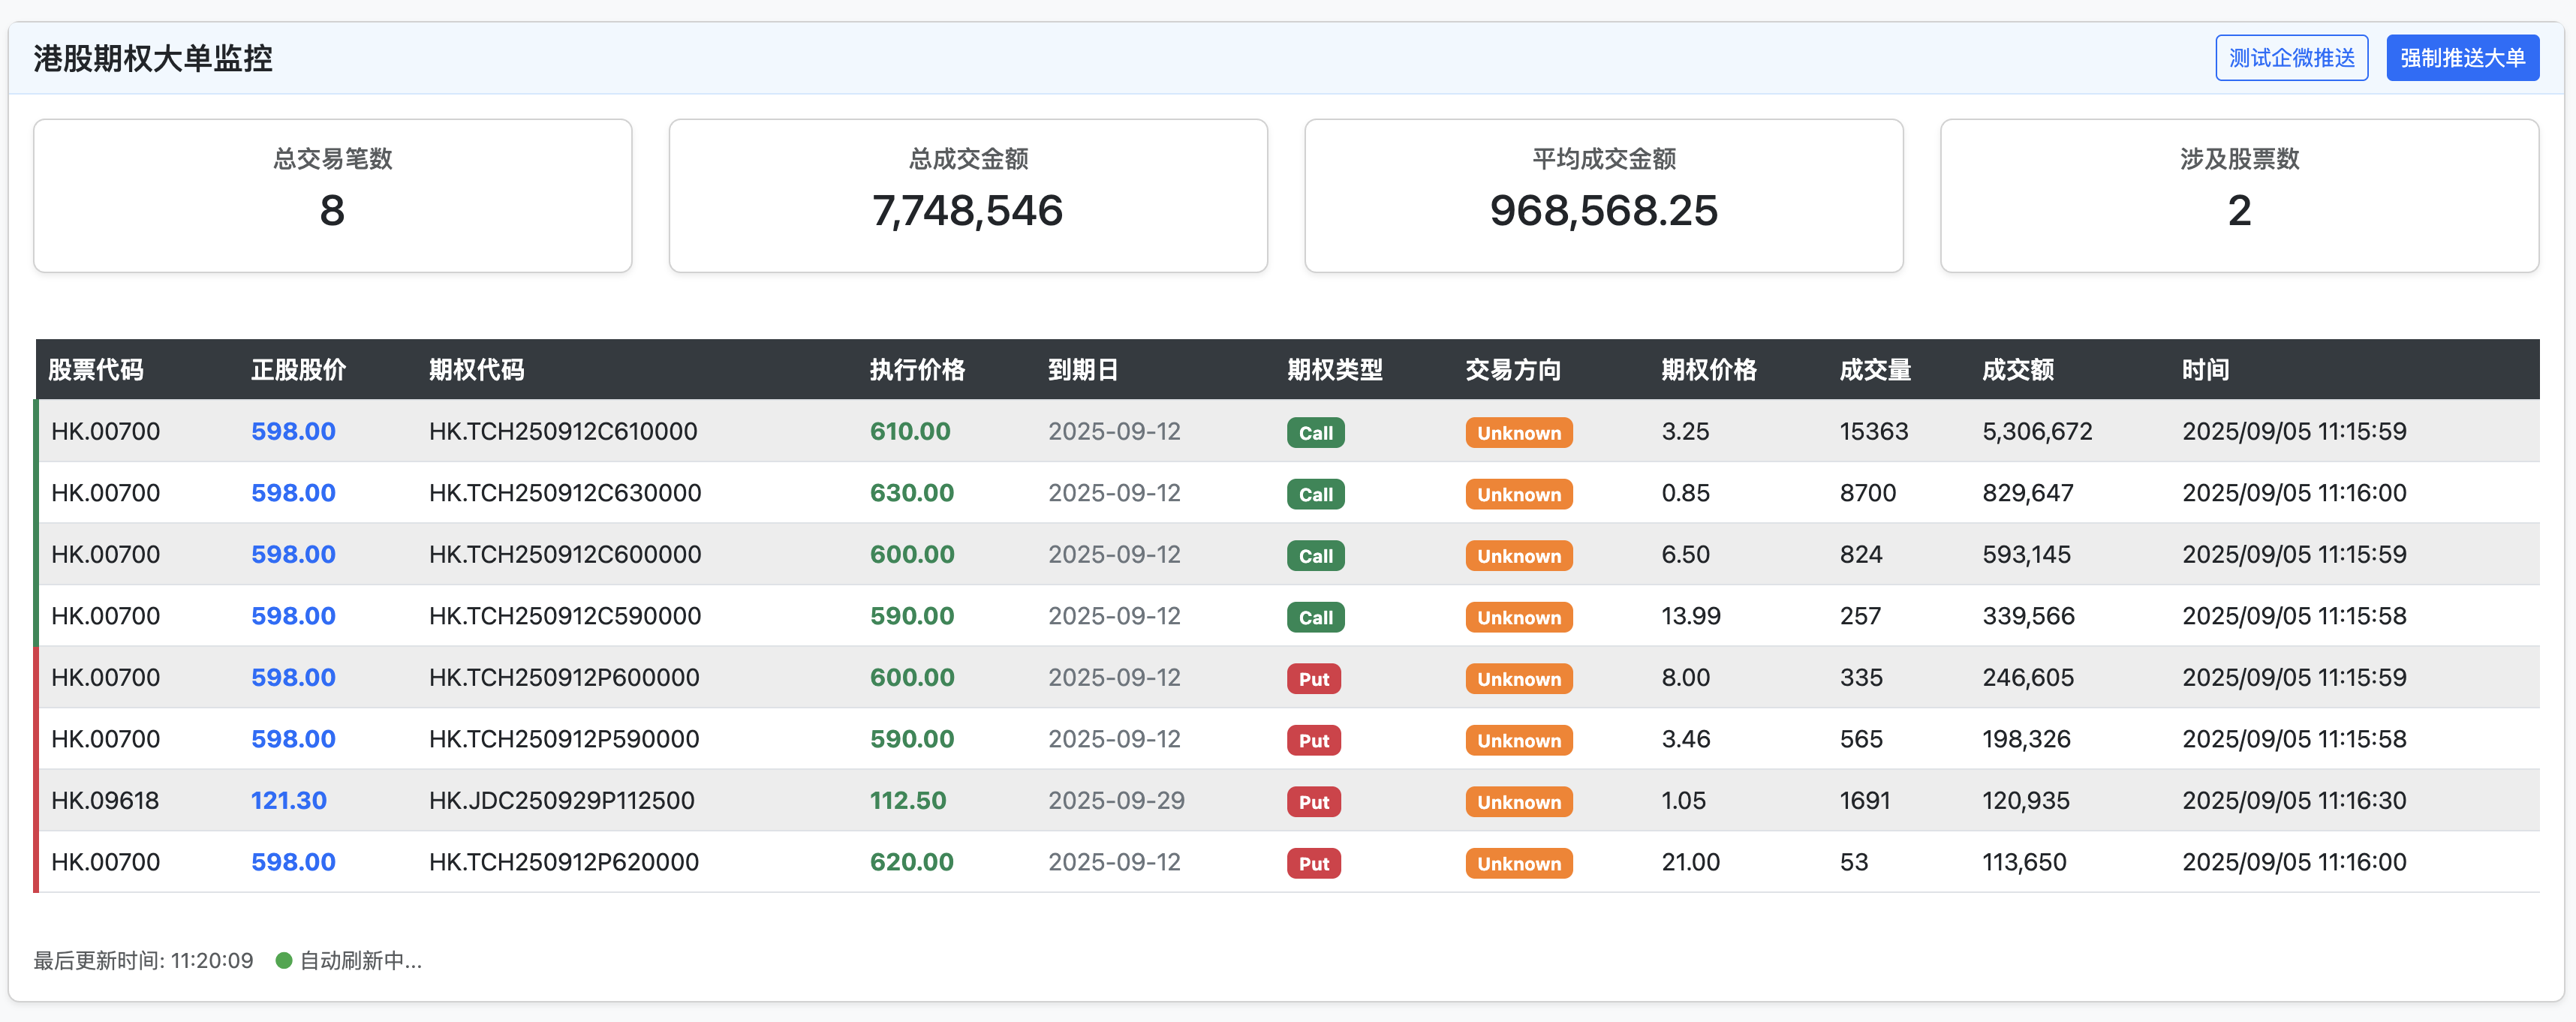 港股期权大单监控 测试企微推送 强制推送大单
总交易笔数 总成交金额 平均成交金额 涉及股票数
8 7,748,546 968,568.25 2
股票代码 正股股价 期权代码 执行价格 到期日 期权类型 交易方向 期权价格 成交量 成交额 时间
HK.00700 598.00 HK.TCH250912C610000 610.00 2025-09-12 Call Unknown 3.25 15363 5,306,672 2025/09/05 11:15:59
HK.00700 598.00 HK.TCH250912C630000 630.00 2025-09-12 Call Unknown 0.85 8700 829,647 2025/09/05 11:16:00
HK.00700 598.00 HK.TCH250912C600000 600.00 2025-09-12 Call Unknown 6.50 824 593,145 2025/09/05 11:15:59
HK.00700 598.00 HK.TCH250912C590000 590.00 2025-09-12 Call Unknown 13.99 257 339,566 2025/09/05 11:15:58
HK.00700 598.00 HK.TCH250912P600000 600.00 2025-09-12 Put Unknown 8.00 335 246,605 2025/09/05 11:15:59
HK.00700 598.00 HK.TCH250912P590000 590.00 2025-09-12 Put Unknown 3.46 565 198,326 2025/09/05 11:15:58
HK.09618 121.30 HK.JDC250929P112500 112.50 2025-09-29 Put Unknown 1.05 1691 120,935 2025/09/05 11:16:30
HK.00700 598.00 HK.TCH250912P620000 620.00 2025-09-12 Put Unknown 21.00 53 113,650 2025/09/05 11:16:00
最后更新时间: 11:20:09 自动刷新中...